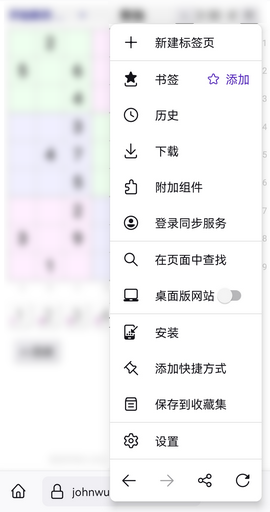 新建标签页
书签 添加
历史
下载
附加组件
登录同步服务
在页面中查找
桌面版网站
安装
添加快捷方式
保存到收藏集
设置
johnwu